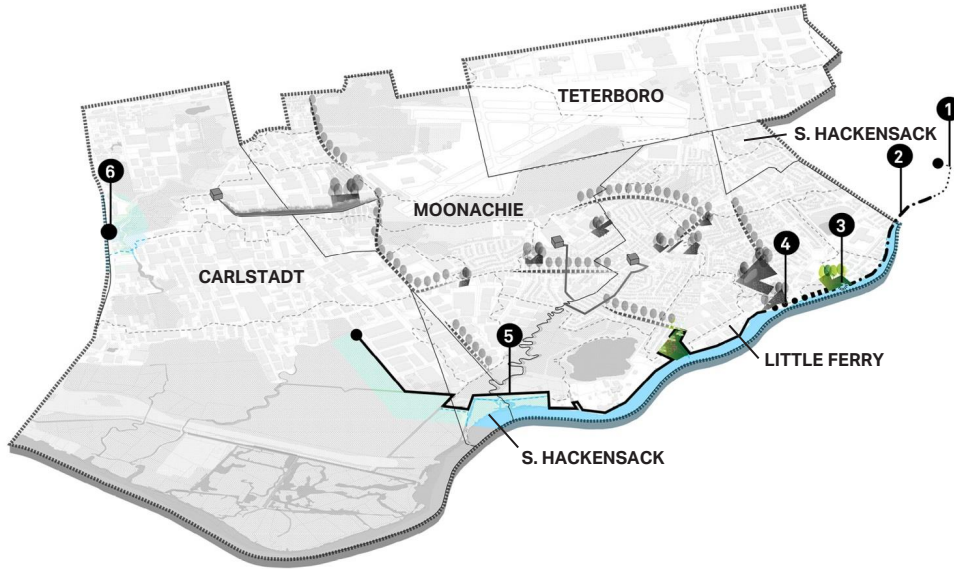 TETERBORO
1
S. HACKENSACK
2
6
MOONACHIE
3
4
CARLSTADT
5
LITTLE FERRY
S. HACKENSACK